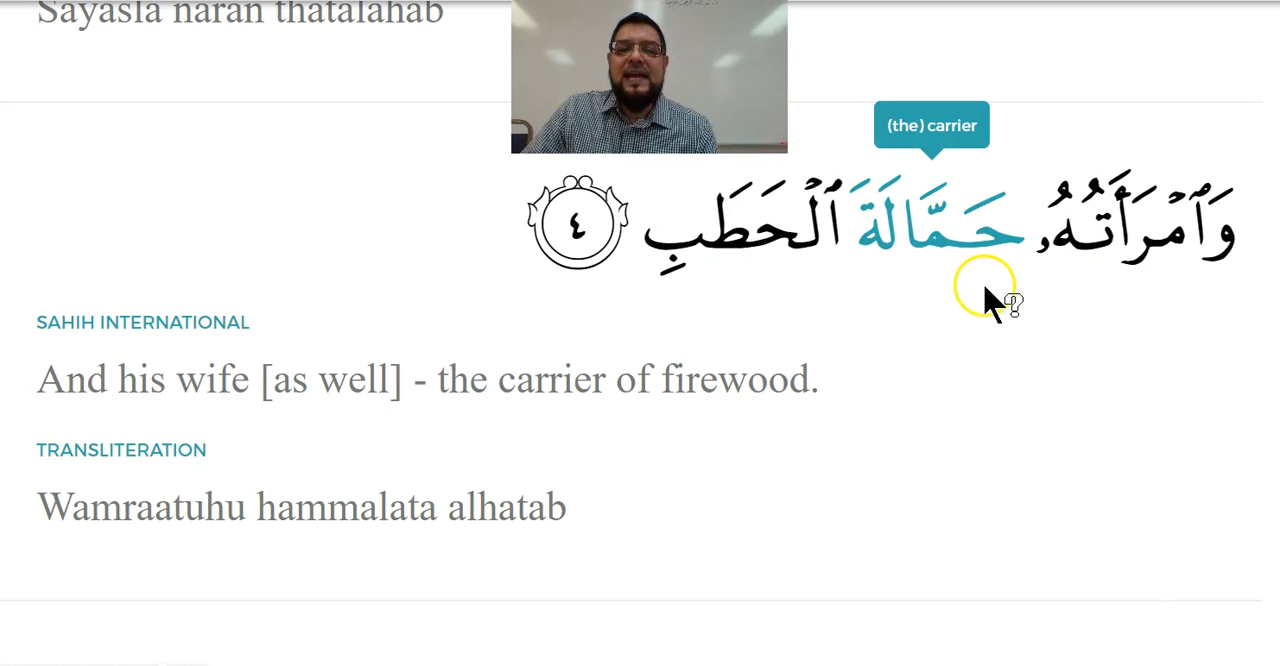 Sayasla naran thatalahab
(the) carrier
وَٱمْرَأَتُهُۥ حَمَّالَةَ ٱلْحَطَبِ ٤
SAHIH INTERNATIONAL
And his wife [as well] - the carrier of firewood.
TRANSLITERATION
Wamraatuhu hammalata alhatab